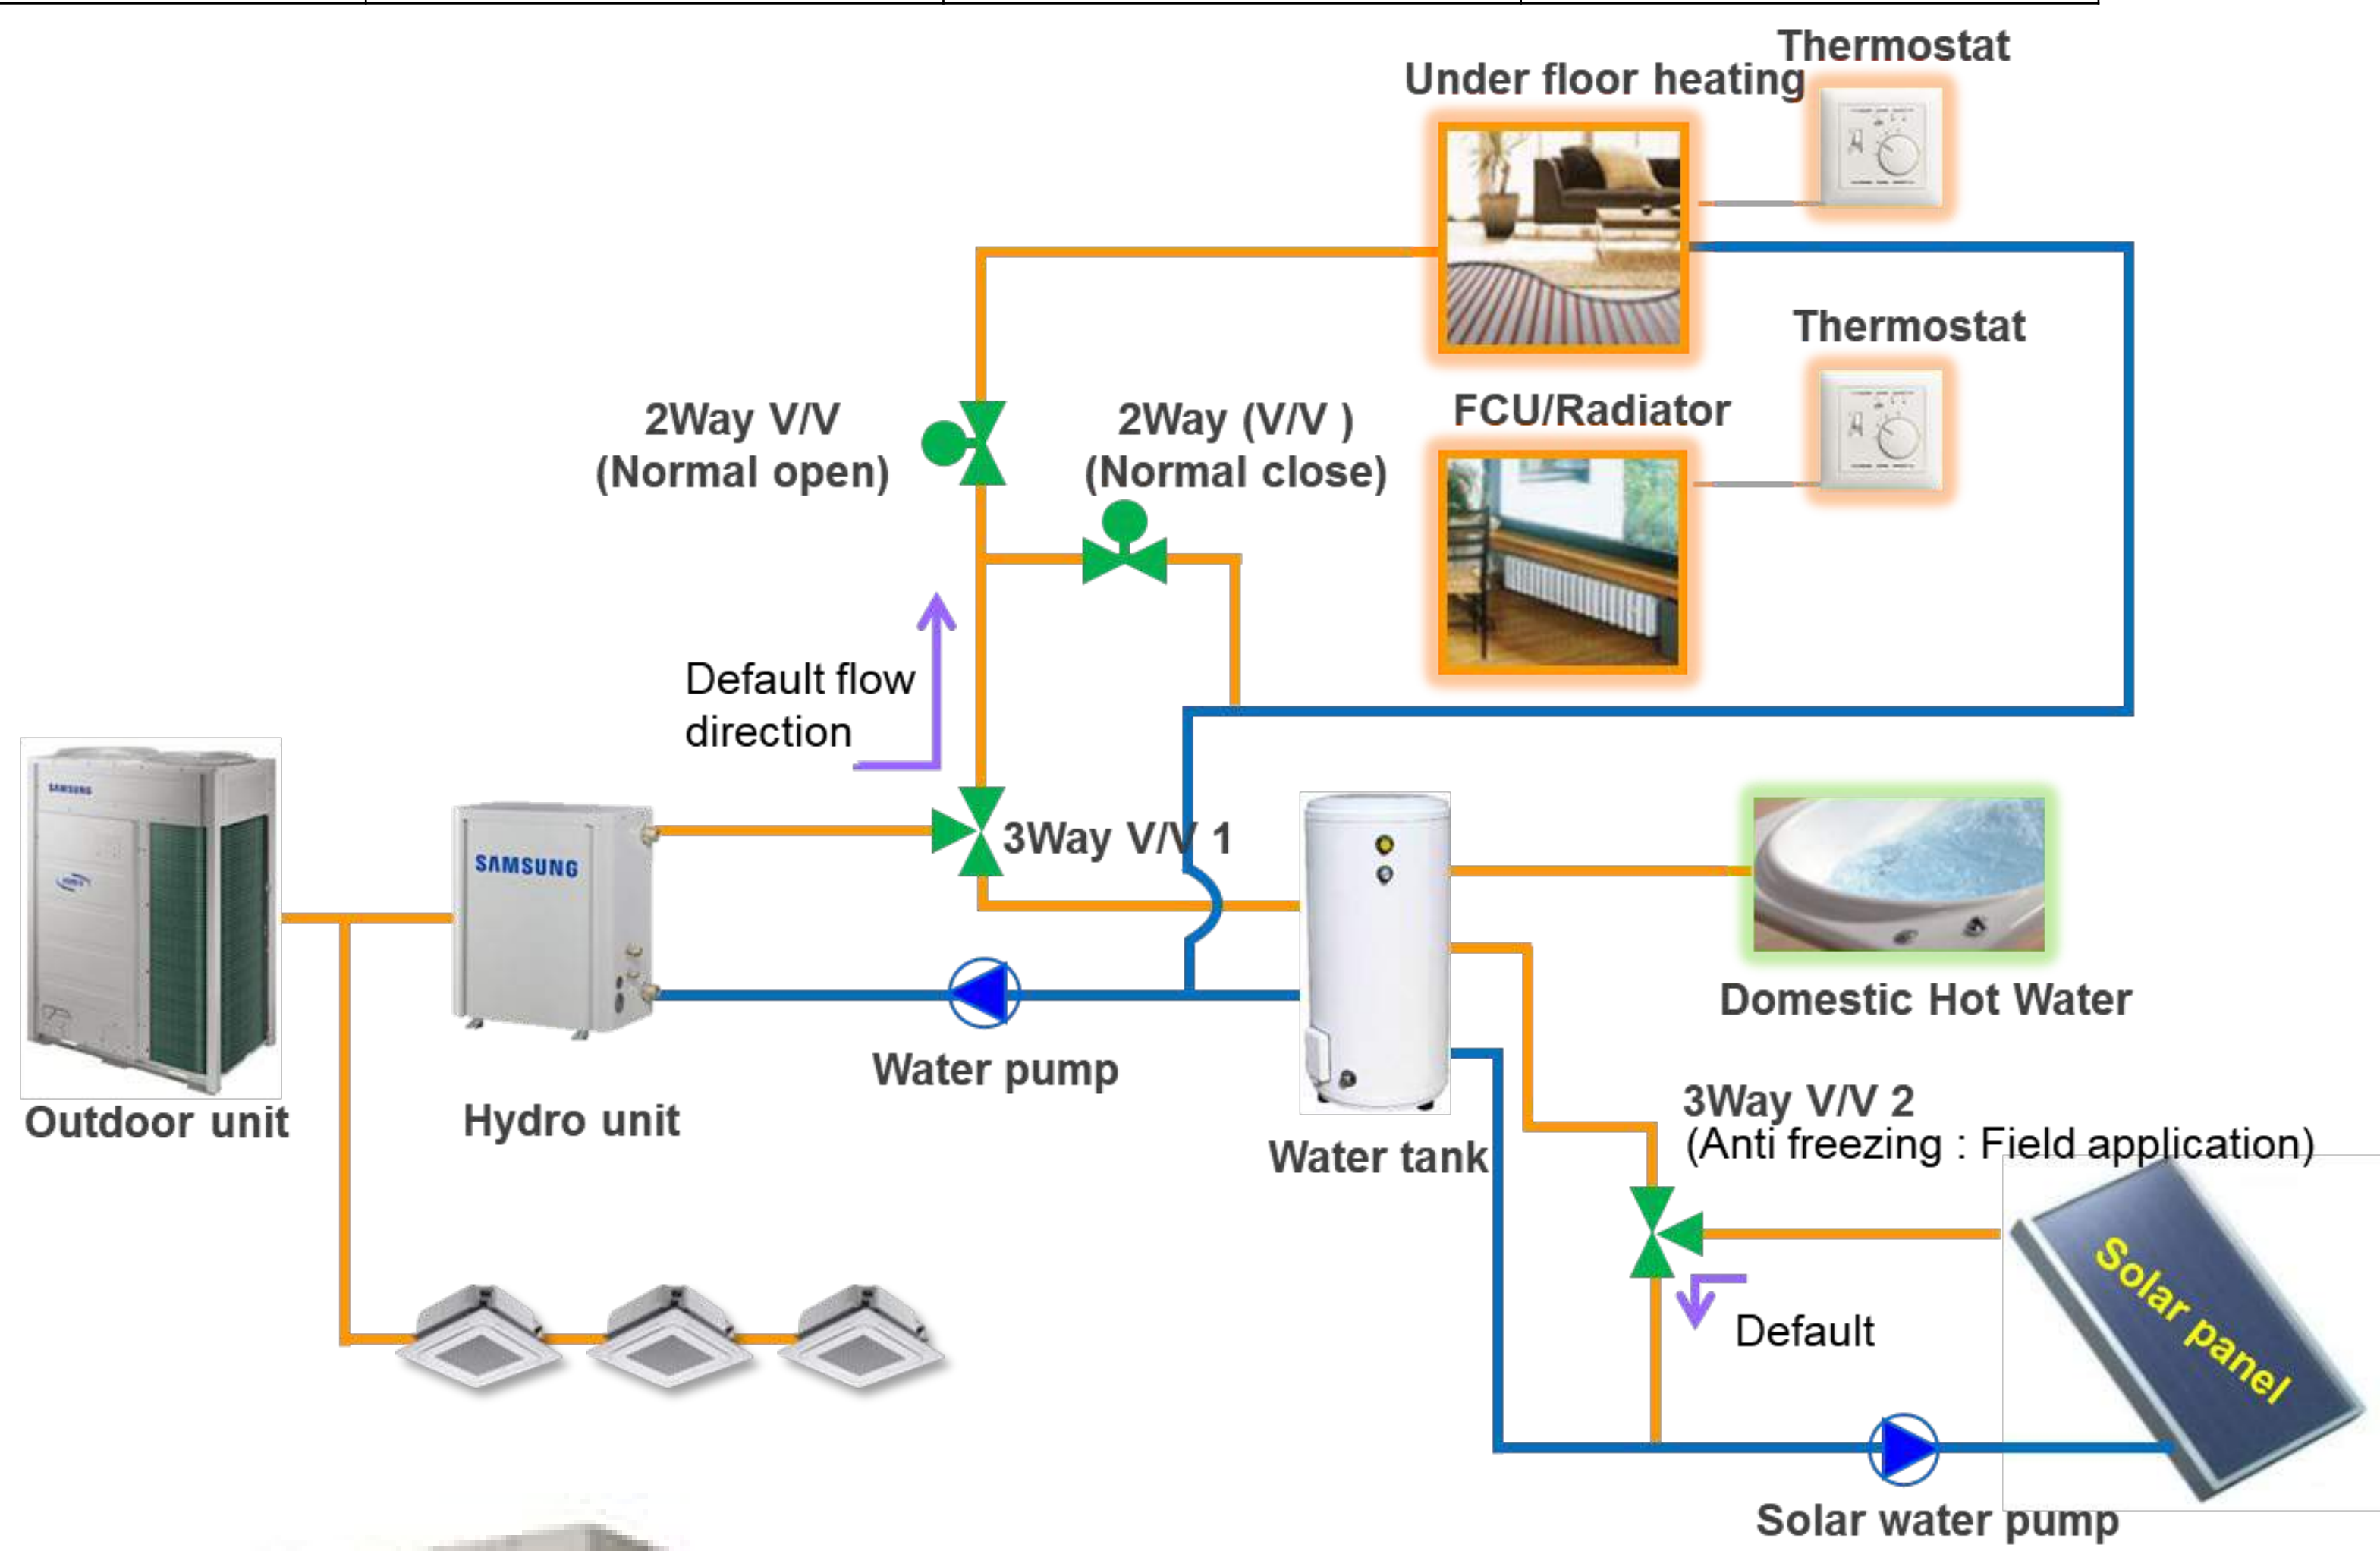 Thermostat
Under floor heating
Thermostat
FCU/Radiator
2Way V/V
(Normal open)
2Way (V/V )
(Normal close)
Default flow
direction
SAMSUNG
SAMSUNG
3Way V/V 1
Domestic Hot Water
Water pump
Outdoor unit
Hydro unit
Water tank
3Way V/V 2
(Anti freezing : Field application)
Solar panel
Default
Solar water pump